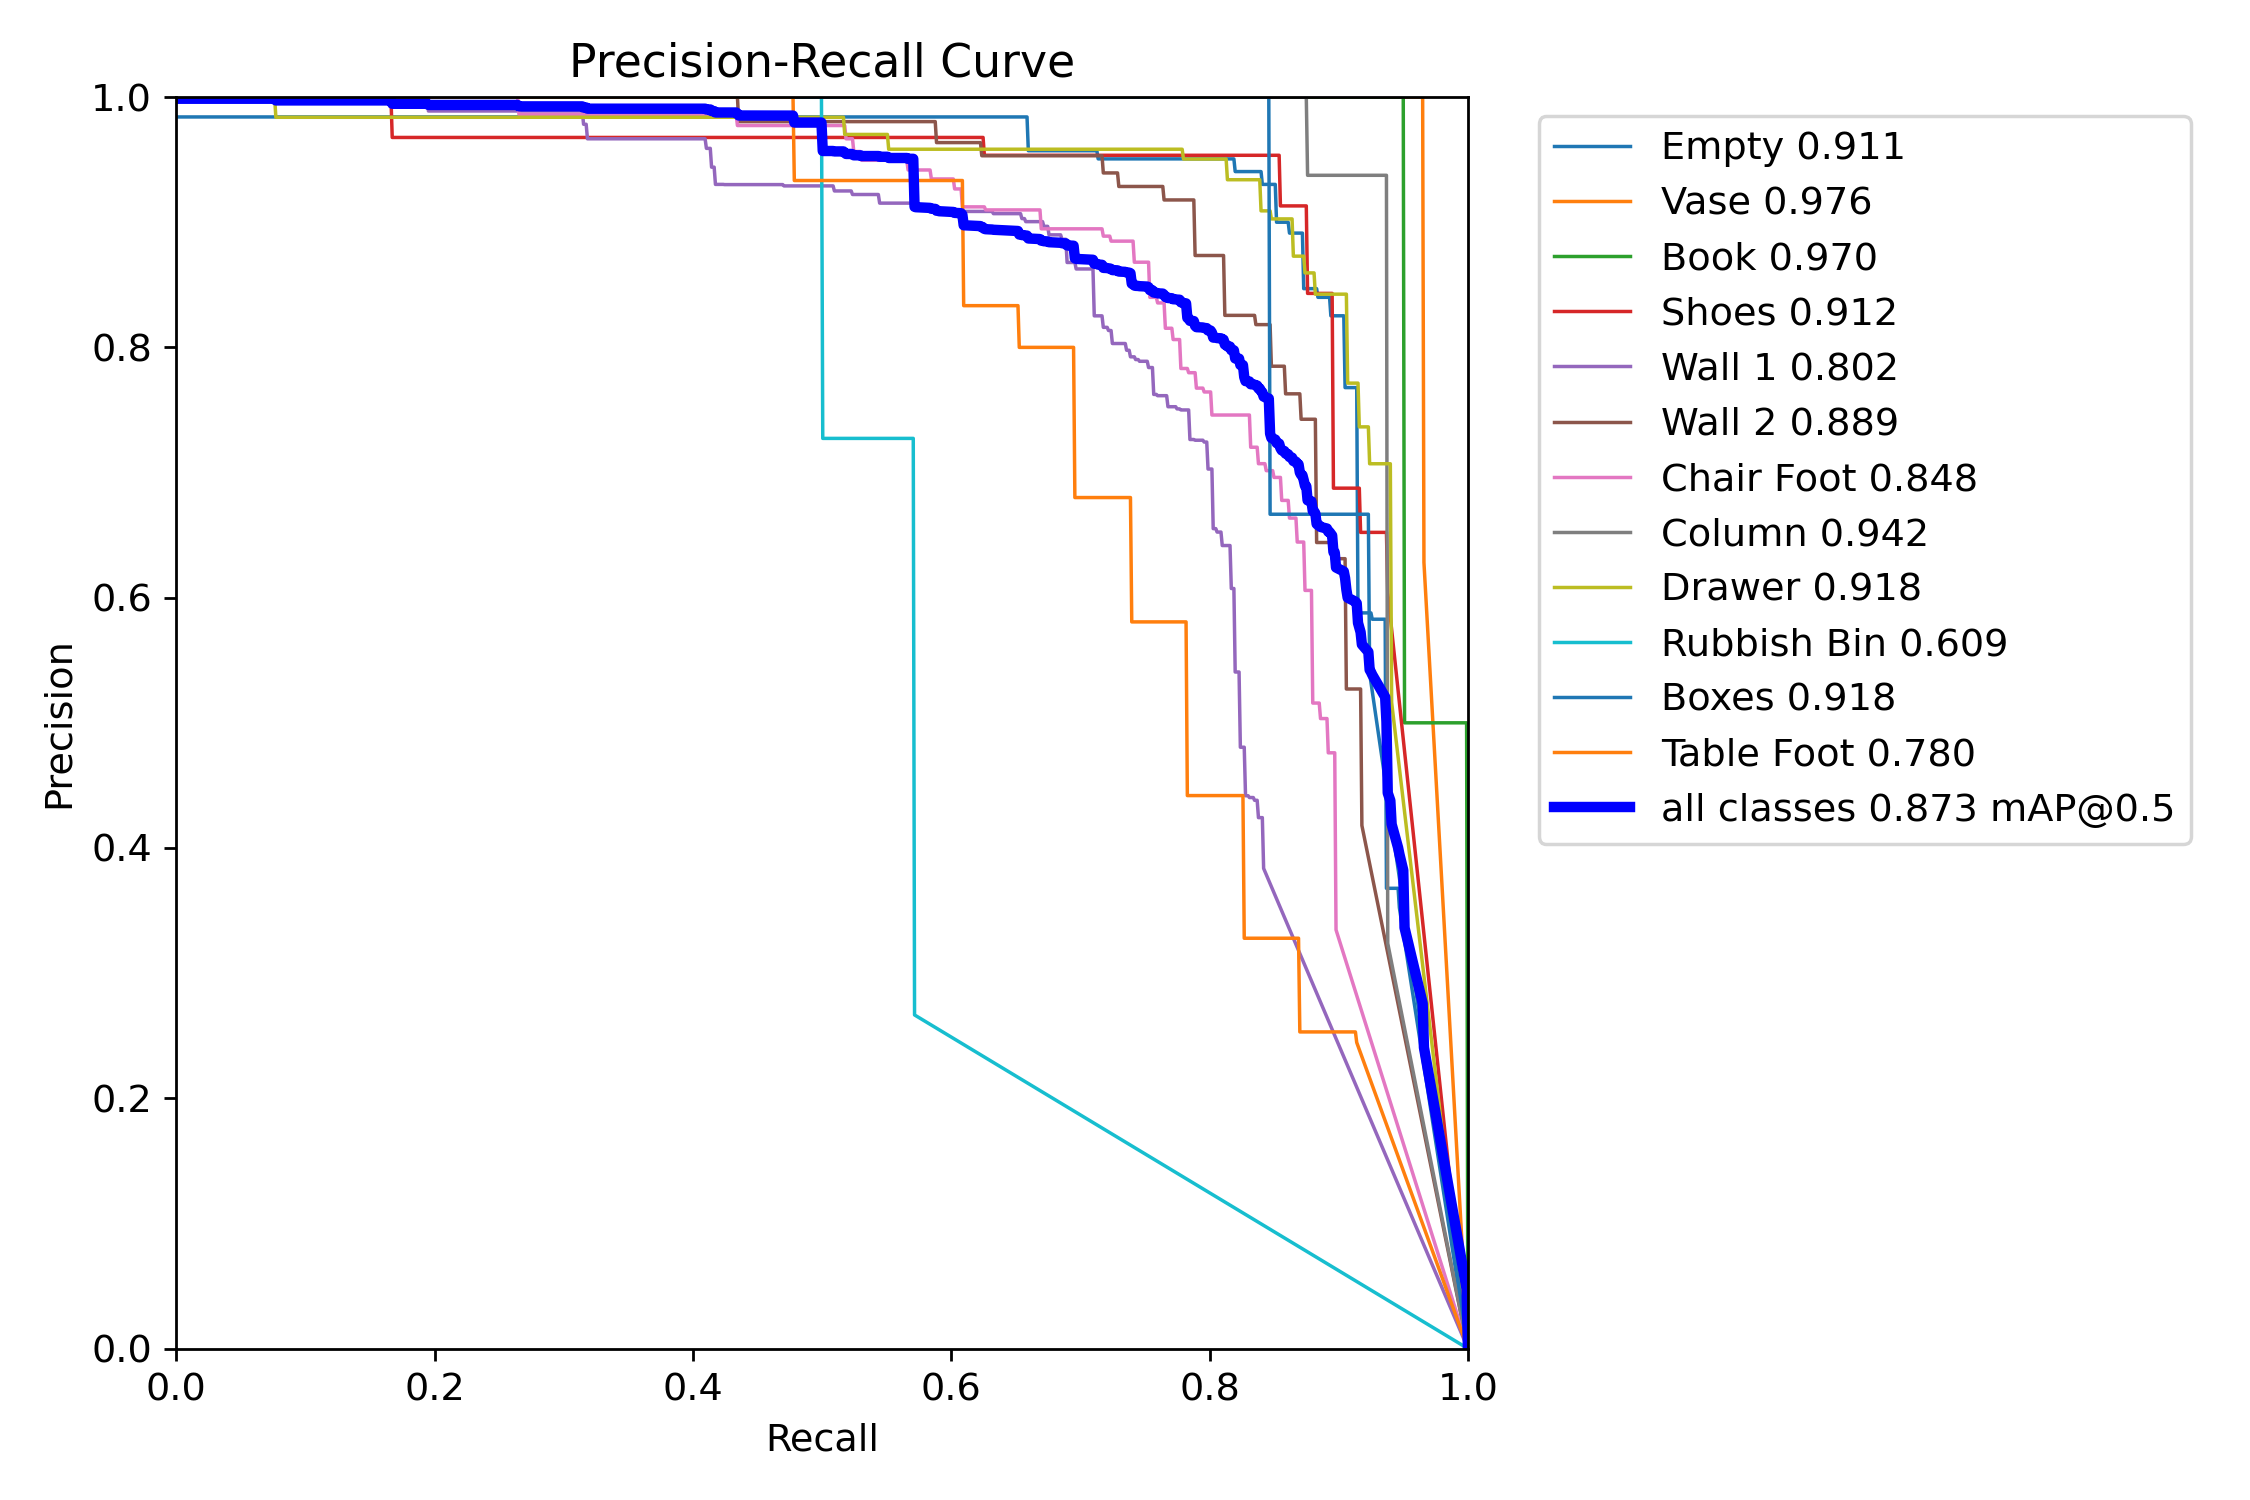 Precision-Recall Curve
1.0
0.8
0.6
0.4
0.2
0.0
Precision
0.0 0.2 0.4 0.6 0.8 1.0
Recall
Empty 0.911
Vase 0.976
Book 0.970
Shoes 0.912
Wall 1 0.802
Wall 2 0.889
Chair Foot 0.848
Column 0.942
Drawer 0.918
Rubbish Bin 0.609
Boxes 0.918
Table Foot 0.780
all classes 0.873 mAP@0.5